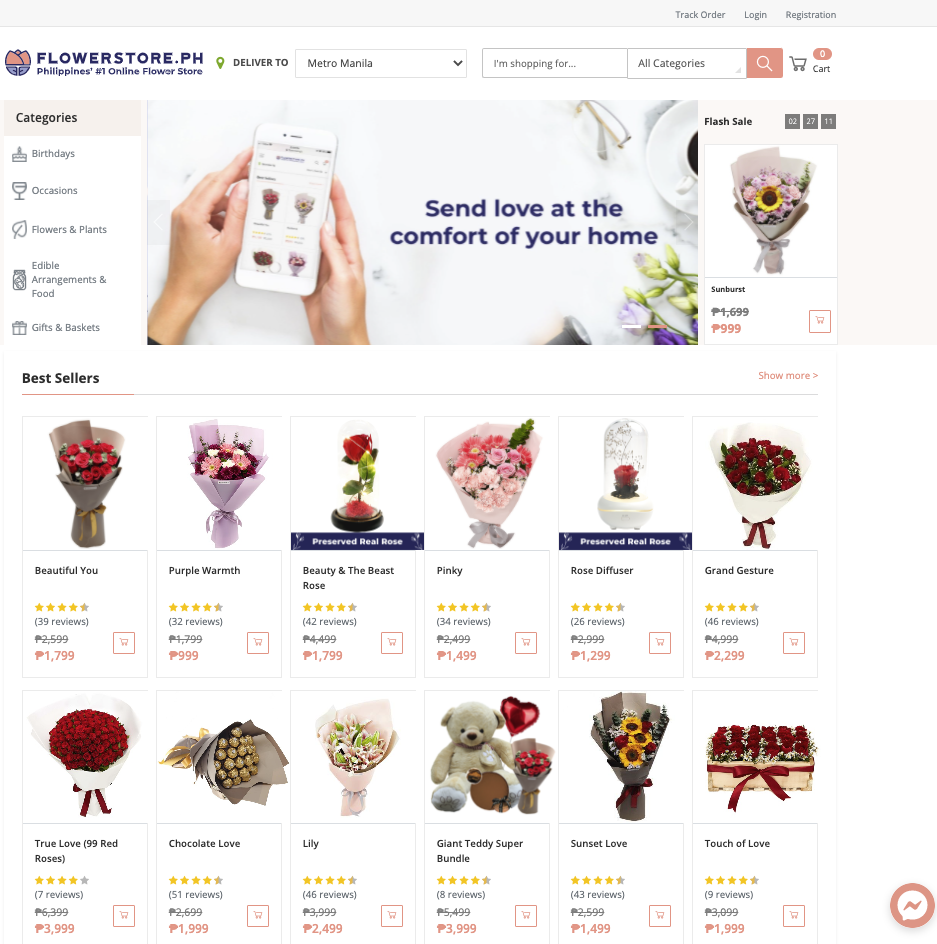 Track Order Login Registration
FLOWERSTORE.PH
Philippines' #1 Online Flower Store
DELIVER TO
Metro Manila
I'm shopping for...
All Categories
0
Cart
Categories
Birthdays
Occasions
Flowers & Plants
Edible
Arrangements &
Food
Gifts & Baskets
Send love at the
comfort of your home
Flash Sale 02 27 11
Sunburst
₱1,699
₱999
Best Sellers
Show more >
Preserved Real Rose
Preserved Real Rose
Beautiful You
(39 reviews)
₱2,599
₱1,799
Purple Warmth
(32 reviews)
₱1,799
₱999
Beauty & The Beast
Rose
(42 reviews)
₱4,499
₱1,799
Pinky
(34 reviews)
₱2,499
₱1,499
Rose Diffuser
(26 reviews)
₱2,999
₱1,299
Grand Gesture
(46 reviews)
₱4,999
₱2,299
True Love (99 Red
Roses)
(7 reviews)
₱6,399
₱3,999
Chocolate Love
(51 reviews)
₱2,699
₱1,999
Lily
(46 reviews)
₱3,999
₱2,499
Giant Teddy Super
Bundle
(8 reviews)
₱5,499
₱3,999
Sunset Love
(43 reviews)
₱2,599
₱1,499
Touch of Love
(9 reviews)
₱3,099
₱1,999